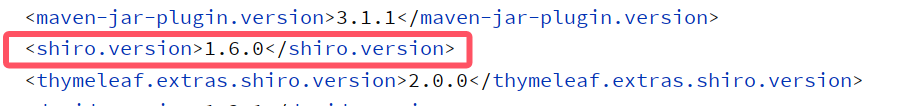 <maven-jar-plugin.version>3.1.1</maven-jar-plugin.version>
<shiro.version>1.6.0</shiro.version>
<thymeleaf.extras.shiro.version>2.0.0</thymeleaf.extras.shiro.version>